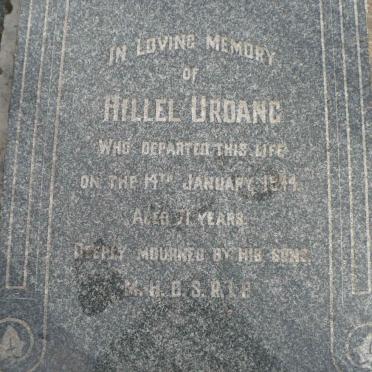 IN LOVING MEMORY
OF
HILLEL URDANG
WHO DEPARTED THIS LIFE
ON THE 14TH JANUARY, 1944
AGED 71 YEARS.
DEEPLY MOURNED BY HIS SONS.
M.H.D.S.R.I.P.